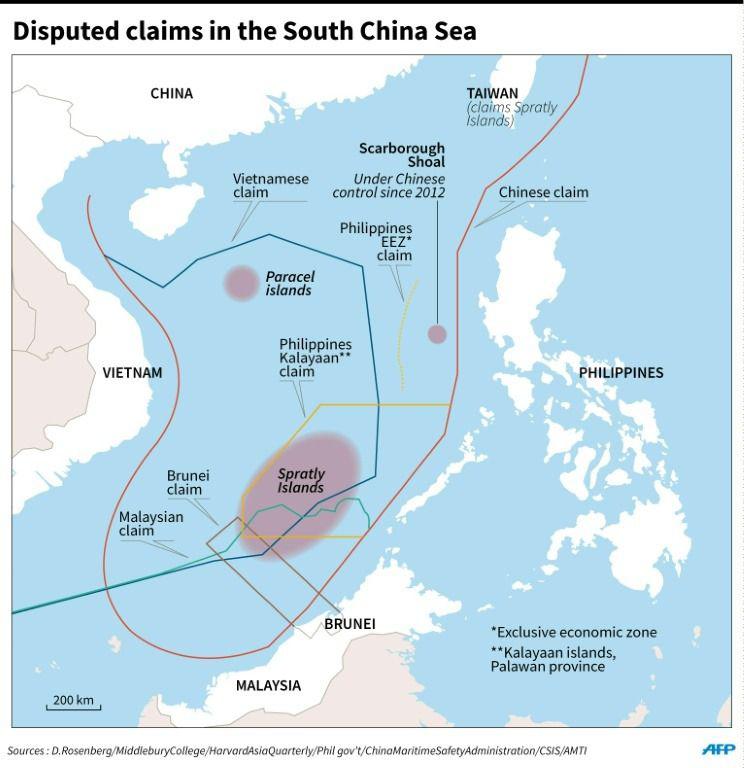 Disputed claims in the South China Sea
CHINA
TAIWAN
(claims Spratly
Islands)
Scarborough
Shoal
Under Chinese
control since 2012
Vietnamese
claim
Chinese claim
Philippines
EEZ*
claim
Paracel
islands
Philippines
Kalayaan**
claim
VIETNAM
PHILIPPINES
Spratly
Islands
Brunei
claim
Malaysian
claim
BRUNEI
*Exclusive economic zone
**Kalayaan islands,
Palawan province
MALAYSIA
200 km
Sources : D.Rosenberg/MiddleburyCollege/HarvardAsiaQuarterly/Phil gov't/ChinaMaritimeSafetyAdministration/CSIS/AMTI
AFP